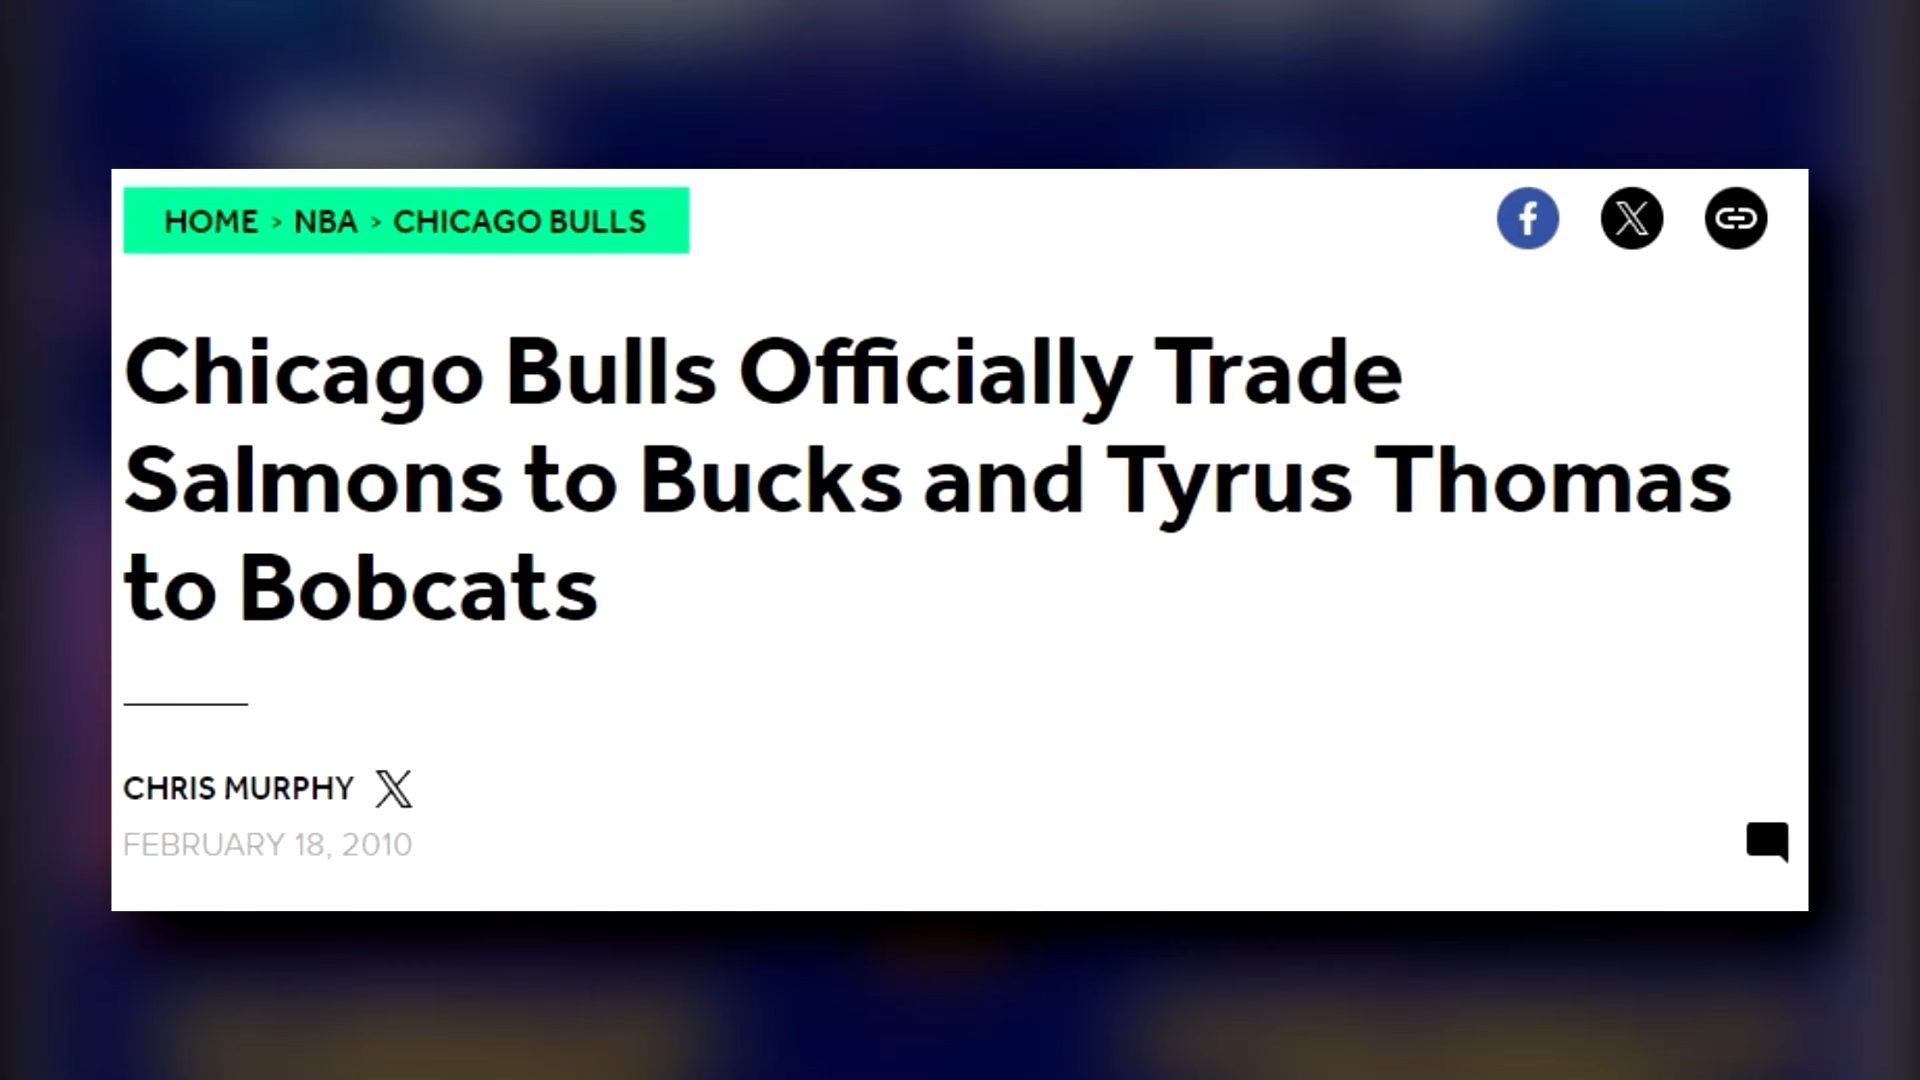 HOME > NBA > CHICAGO BULLS
Chicago Bulls Officially Trade
Salmons to Bucks and Tyrus Thomas
to Bobcats
CHRIS MURPHY
FEBRUARY 18, 2010